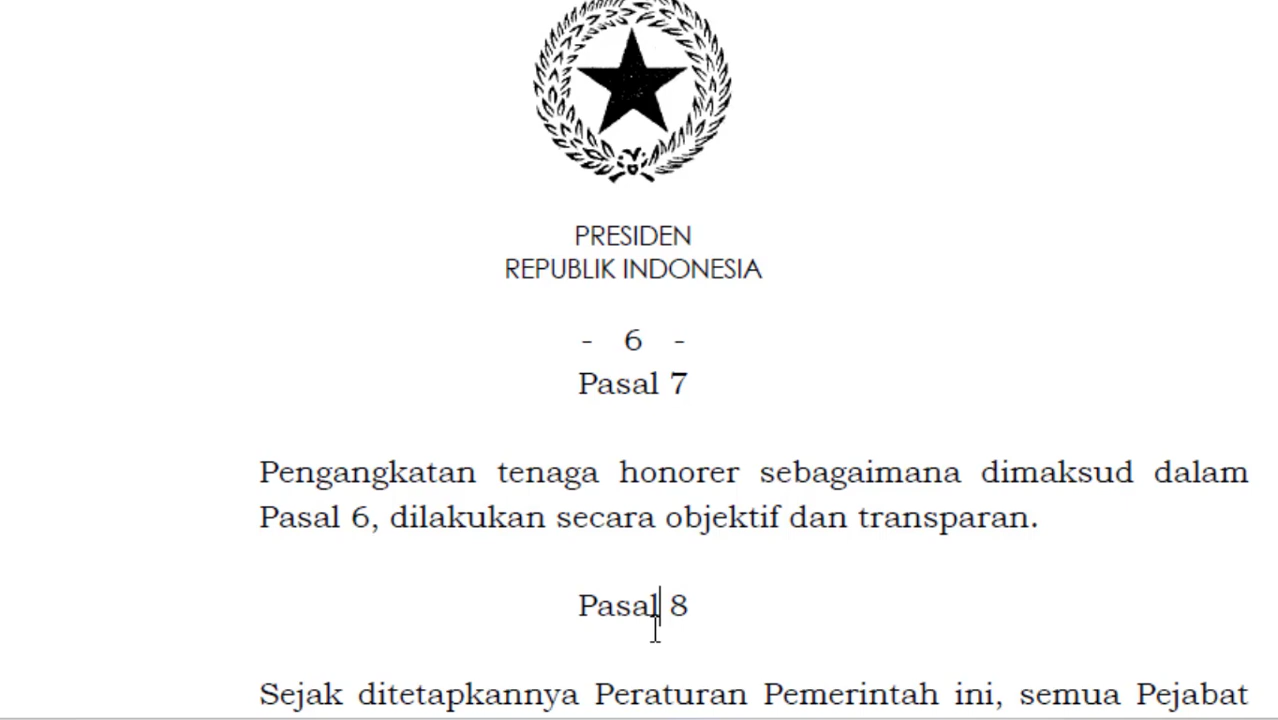 PRESIDEN
REPUBLIK INDONESIA
- 6 -
Pasal 7
Pengangkatan tenaga honorer sebagaimana dimaksud dalam
Pasal 6, dilakukan secara objektif dan transparan.
Pasal 8
Sejak ditetapkannya Peraturan Pemerintah ini, semua Pejabat